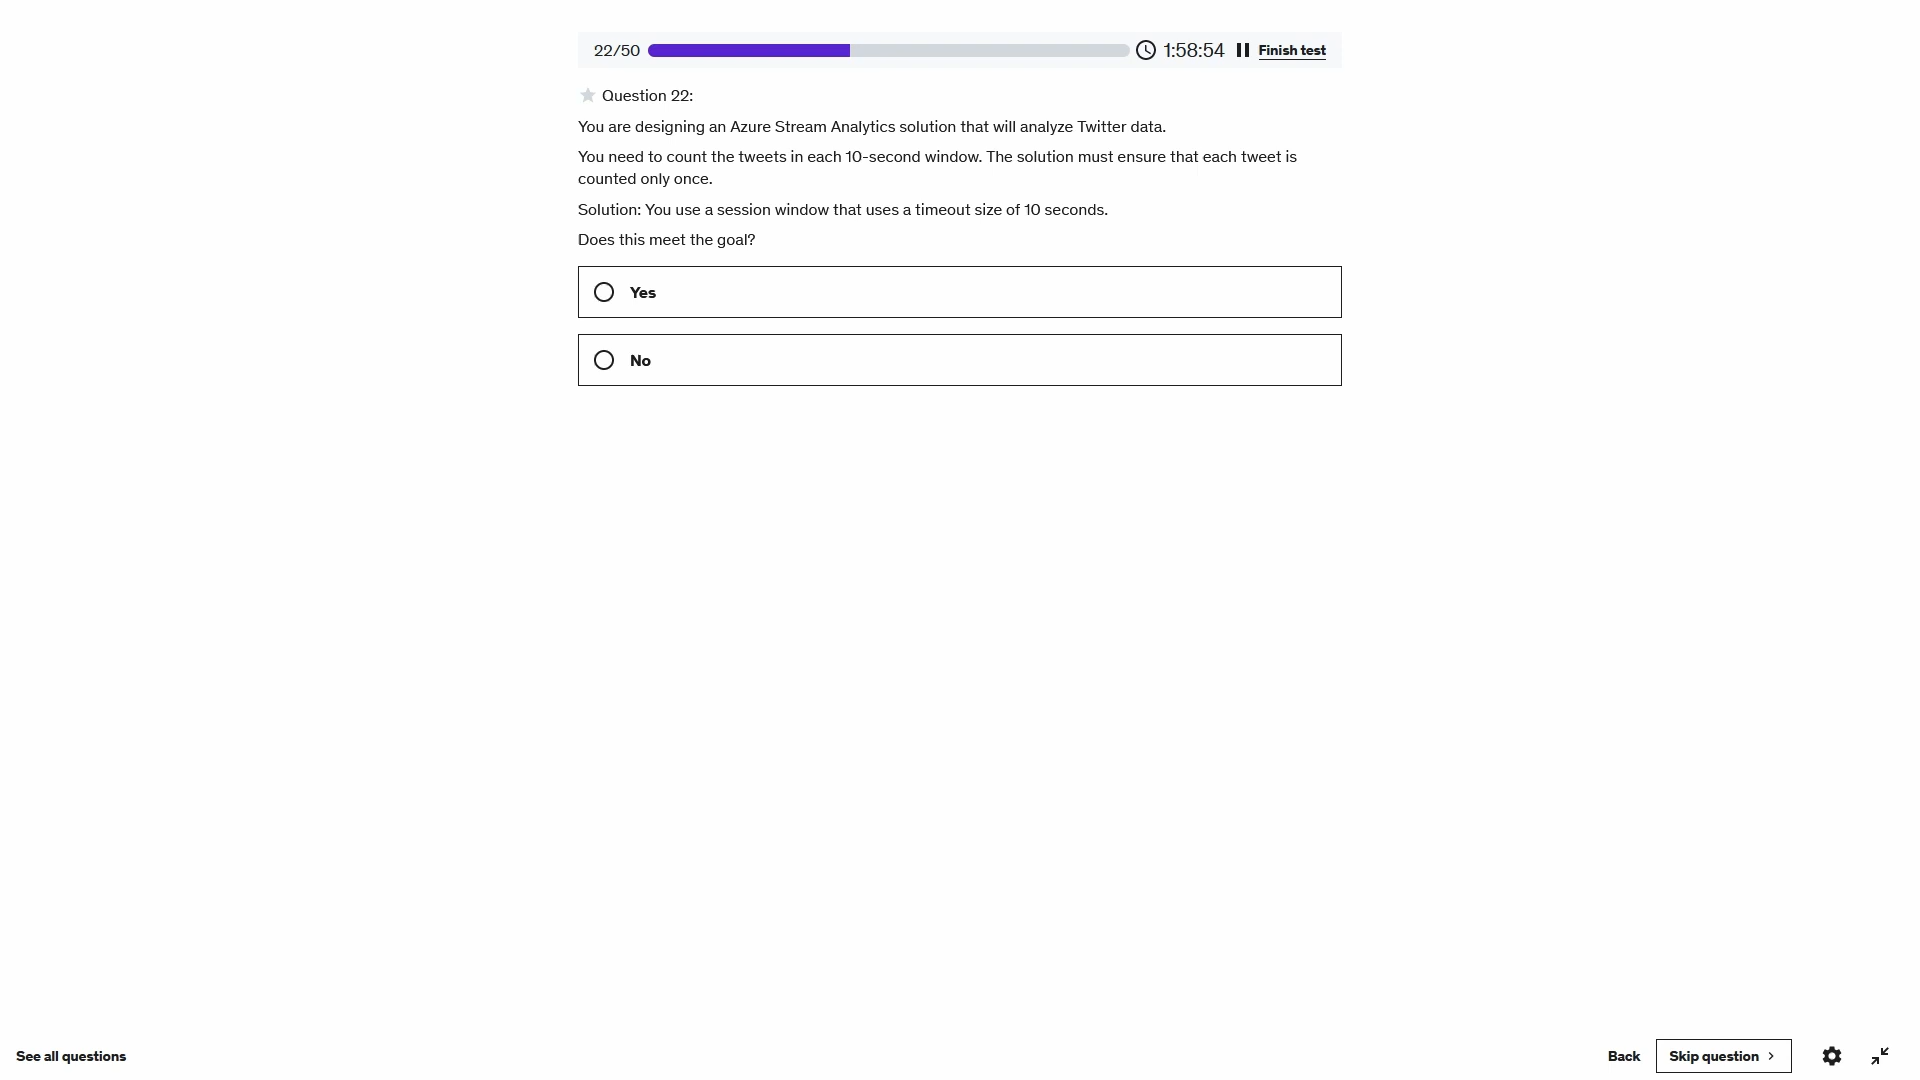 22/50 1:58:54 Finish test
Question 22:
You are designing an Azure Stream Analytics solution that will analyze Twitter data.
You need to count the tweets in each 10-second window. The solution must ensure that each tweet is
counted only once.
Solution: You use a session window that uses a timeout size of 10 seconds.
Does this meet the goal?
Yes
No
See all questions Back Skip question